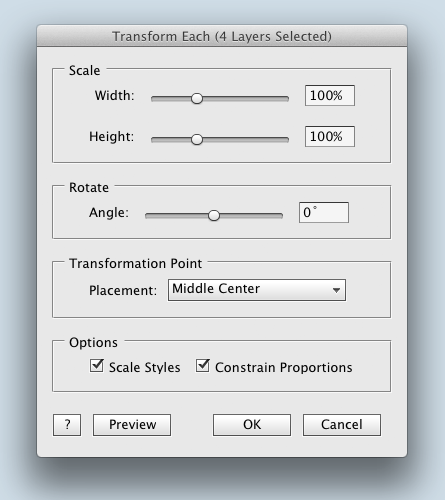 Transform Each (4 Layers Selected)
Scale
Width: 100%
Height: 100%
Rotate
Angle: 0°
Transformation Point
Placement: Middle Center
Options
Scale Styles Constrain Proportions
? Preview OK Cancel